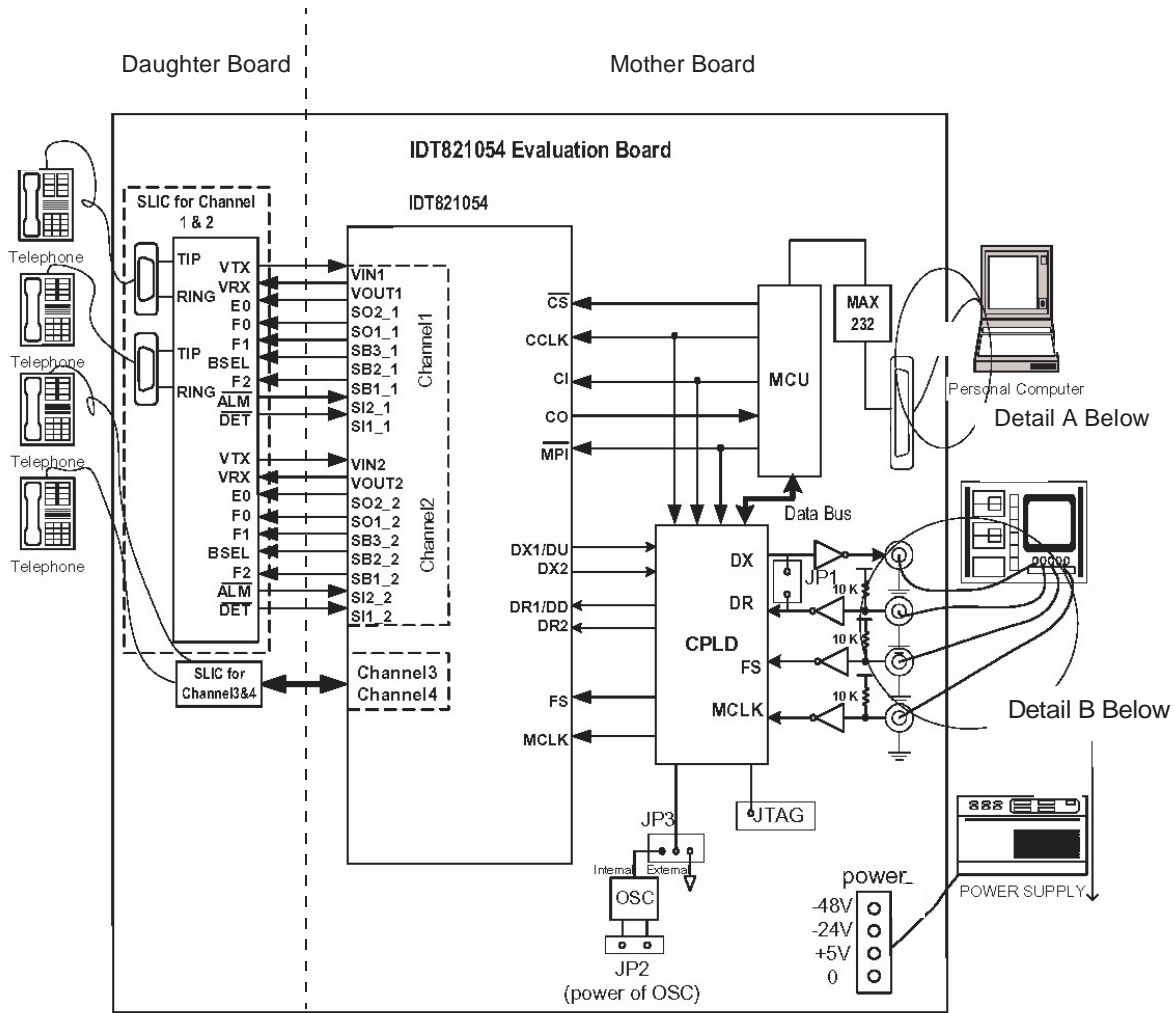 Daughter Board
Mother Board
IDT821054 Evaluation Board
IDT821054
SLIC for Channel
1 & 2
Telephone
Telephone
Telephone
Telephone
TIP
RING
TIP
RING
VTX
VRX
E0
F0
F1
BSEL
F2
ALM
DET
VTX
VRX
E0
F0
F1
BSEL
F2
ALM
DET
VIN1
VOUT1
SO2_1
SO1_1
SB3_1
SB2_1
SB1_1
SI2_1
SI1_1
VIN2
VOUT2
SO2_2
SO1_2
SB3_2
SB2_2
SB1_2
SI2_2
SI1_2
Channel1
Channel2
SLIC for
Channel3&4
Channel3
Channel4
CS
CCLK
CI
CO
MPI
DX1/DU
DX2
DR1/DD
DR2
FS
MCLK
MCU
MAX
232
Personal Computer
Detail A Below
Data Bus
CPLD
DX
DR
FS
MCLK
JP1
10 K
10 K
10 K
Detail B Below
JTAG
JP3
Internal
External
OSC
JP2
(power of OSC)
power
-48V
-24V
+5V
0
POWER SUPPLY